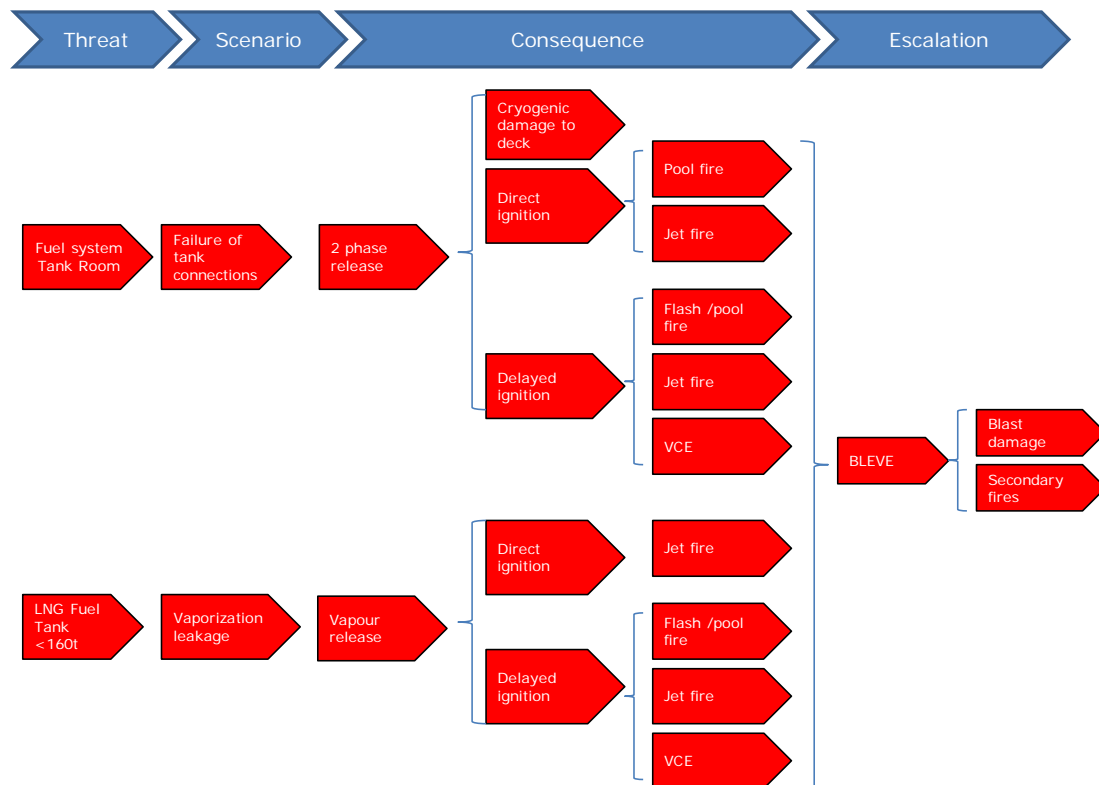 Threat
Scenario
Consequence
Escalation
Cryogenic
damage to
deck
Pool fire
Direct
ignition
Jet fire
Fuel system
Tank Room
Failure of
tank
connections
2 phase
release
Flash /pool
fire
Delayed
ignition
Jet fire
VCE
BLEVE
Blast
damage
Secondary
fires
Direct
ignition
Jet fire
LNG Fuel
Tank
<160t
Vaporization
leakage
Vapour
release
Flash /pool
fire
Delayed
ignition
Jet fire
VCE